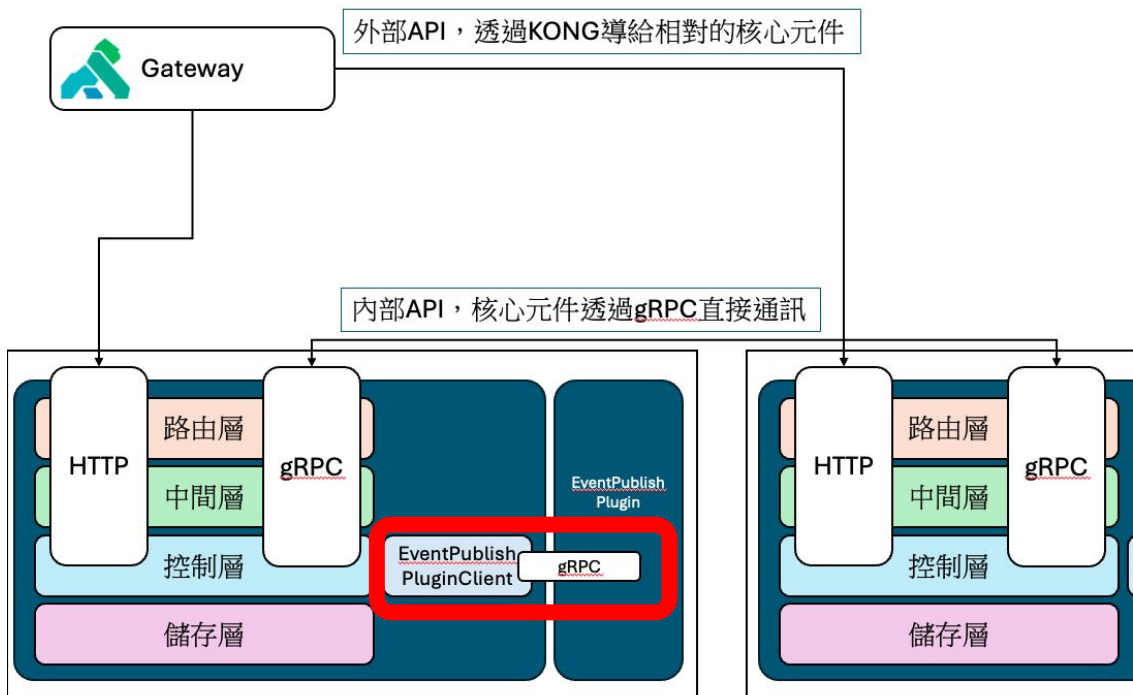 外部API，透過KONG導給相對的核心元件
Gateway
內部API，核心元件透過gRPC直接通訊
HTTP
gRPC
路由層
中間層
控制層
儲存層
EventPublish
PluginClient
gRPC
EventPublish
Plugin
HTTP
gRPC
路由層
中間層
控制層
儲存層